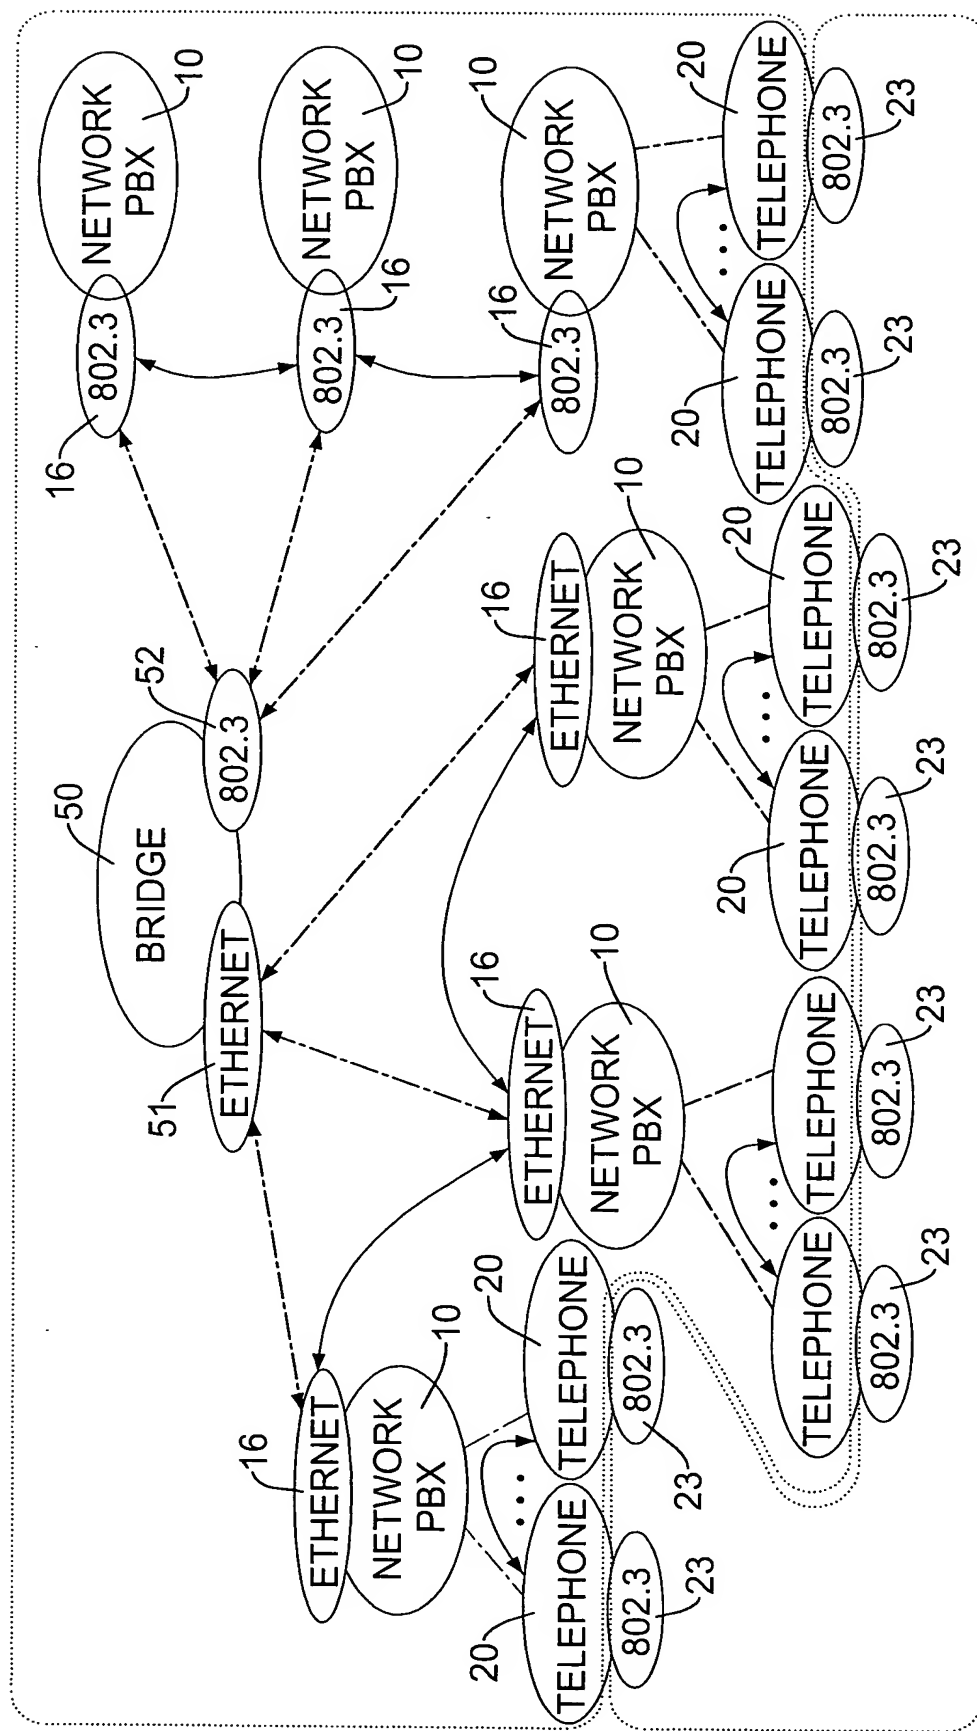 50
BRIDGE
51
ETHERNET
802.3
52
16
802.3
NETWORK
PBX
10
802.3
16
NETWORK
PBX
10
802.3
16
NETWORK
PBX
10
16
ETHERNET
NETWORK
PBX
10
20
TELEPHONE
...
TELEPHONE
20
802.3
23
802.3
23
ETHERNET
16
NETWORK
PBX
10
TELEPHONE
...
TELEPHONE
802.3
23
802.3
23
ETHERNET
16
NETWORK
PBX
10
20
TELEPHONE
...
TELEPHONE
20
802.3
23
802.3
23
20
TELEPHONE
...
TELEPHONE
20
802.3
23
802.3
23